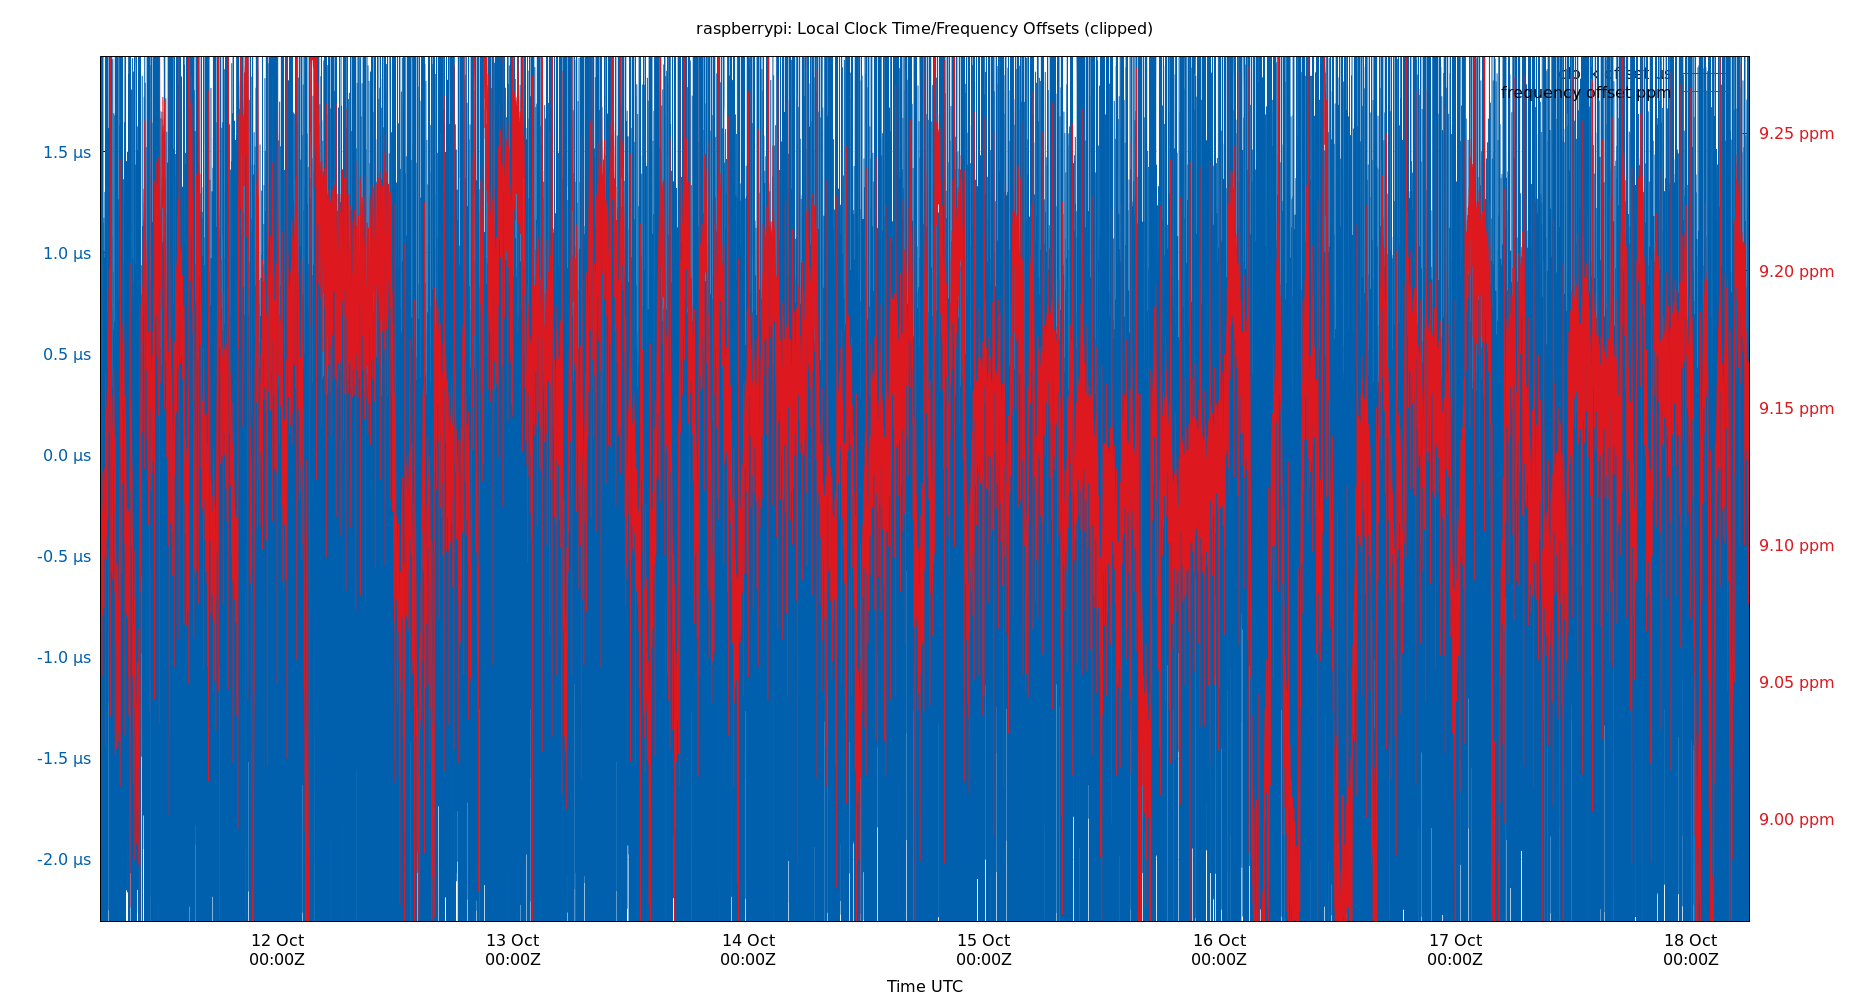 raspberrypi: Local Clock Time/Frequency Offsets (clipped)
clock offset µs
frequency offset ppm
1.5 µs
1.0 µs
0.5 µs
0.0 µs
-0.5 µs
-1.0 µs
-1.5 µs
-2.0 µs
9.25 ppm
9.20 ppm
9.15 ppm
9.10 ppm
9.05 ppm
9.00 ppm
12 Oct
00:00Z
13 Oct
00:00Z
14 Oct
00:00Z
15 Oct
00:00Z
16 Oct
00:00Z
17 Oct
00:00Z
18 Oct
00:00Z
Time UTC